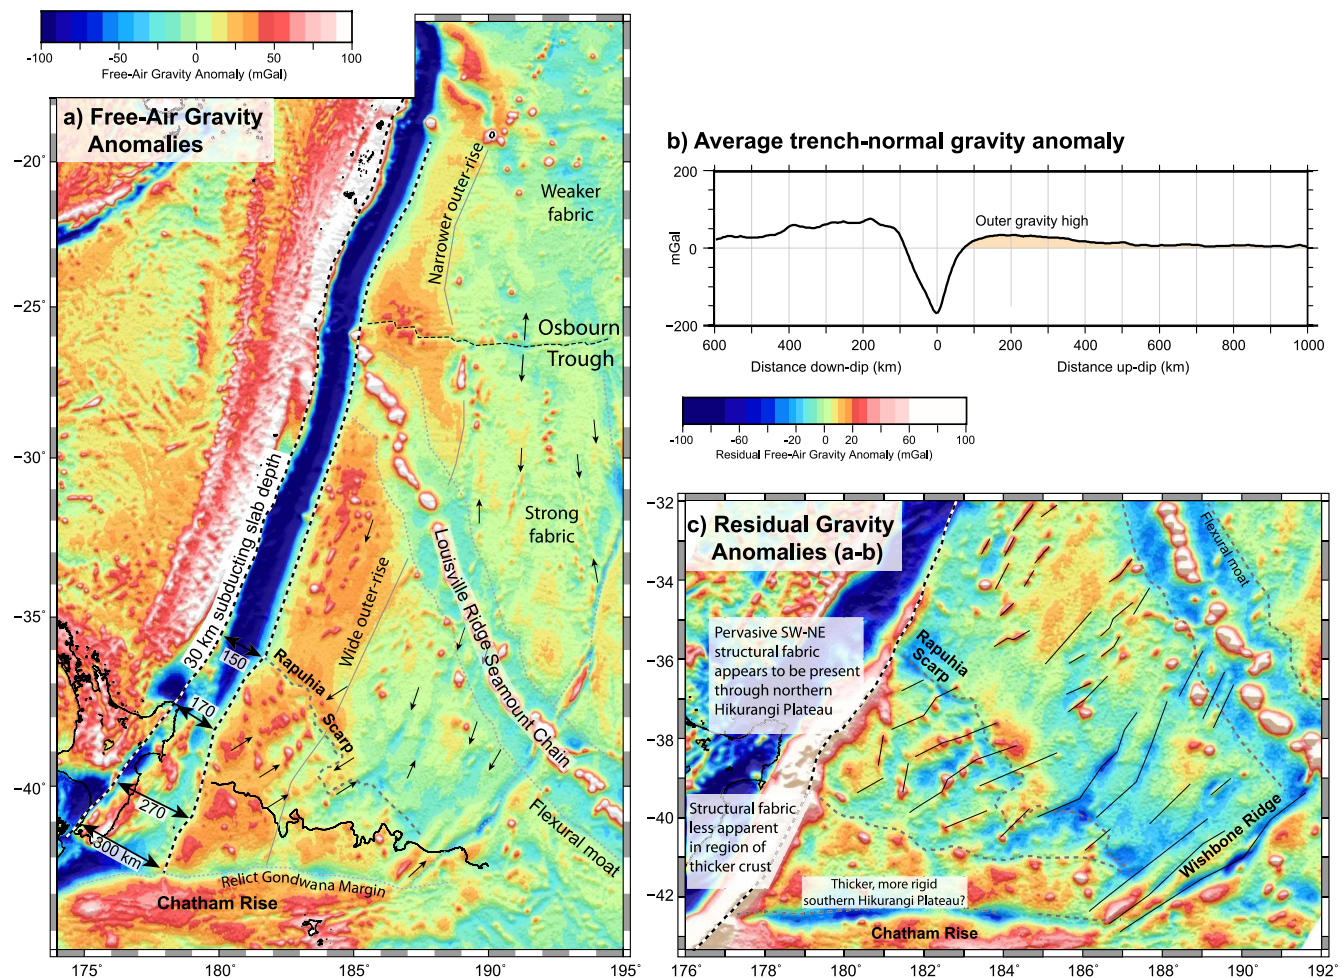 -100 -50 0 50 100
Free-Air Gravity Anomaly (mGal)
a) Free-Air Gravity
Anomalies
−20°
−25°
−30°
−35°
−40°
175° 180° 185° 190° 195°
0
Narrower outer-rise
Weaker
fabric
Osbourn
Trough
30 km subducting slab depth
Strong
fabric
Louisville Ridge Seamount Chain
Wide outer-rise
150
170
270
300 km
Rapuhia
Scarp
Flexural moat
Relict Gondwana Margin
Chatham Rise
b) Average trench-normal gravity anomaly
200
0
−200
mGal
Outer gravity high
600 400 200 0 200 400 600 800 1000
Distance down-dip (km)
Distance up-dip (km)
-100 -60 -20 20 60 100
Residual Free-Air Gravity Anomaly (mGal)
c) Residual Gravity
Anomalies (a-b)
−32
−34
−36
−38
−40
−42
176° 178° 180° 182° 184° 186° 188° 190° 192°
Flexural moat
Pervasive SW-NE
structural fabric
appears to be present
through northern
Hikurangi Plateau
Rapuhia
Scarp
Structural fabric
less apparent
in region of
thicker crust
Wishbone Ridge
Thicker, more rigid
southern Hikurangi Plateau?
Chatham Rise